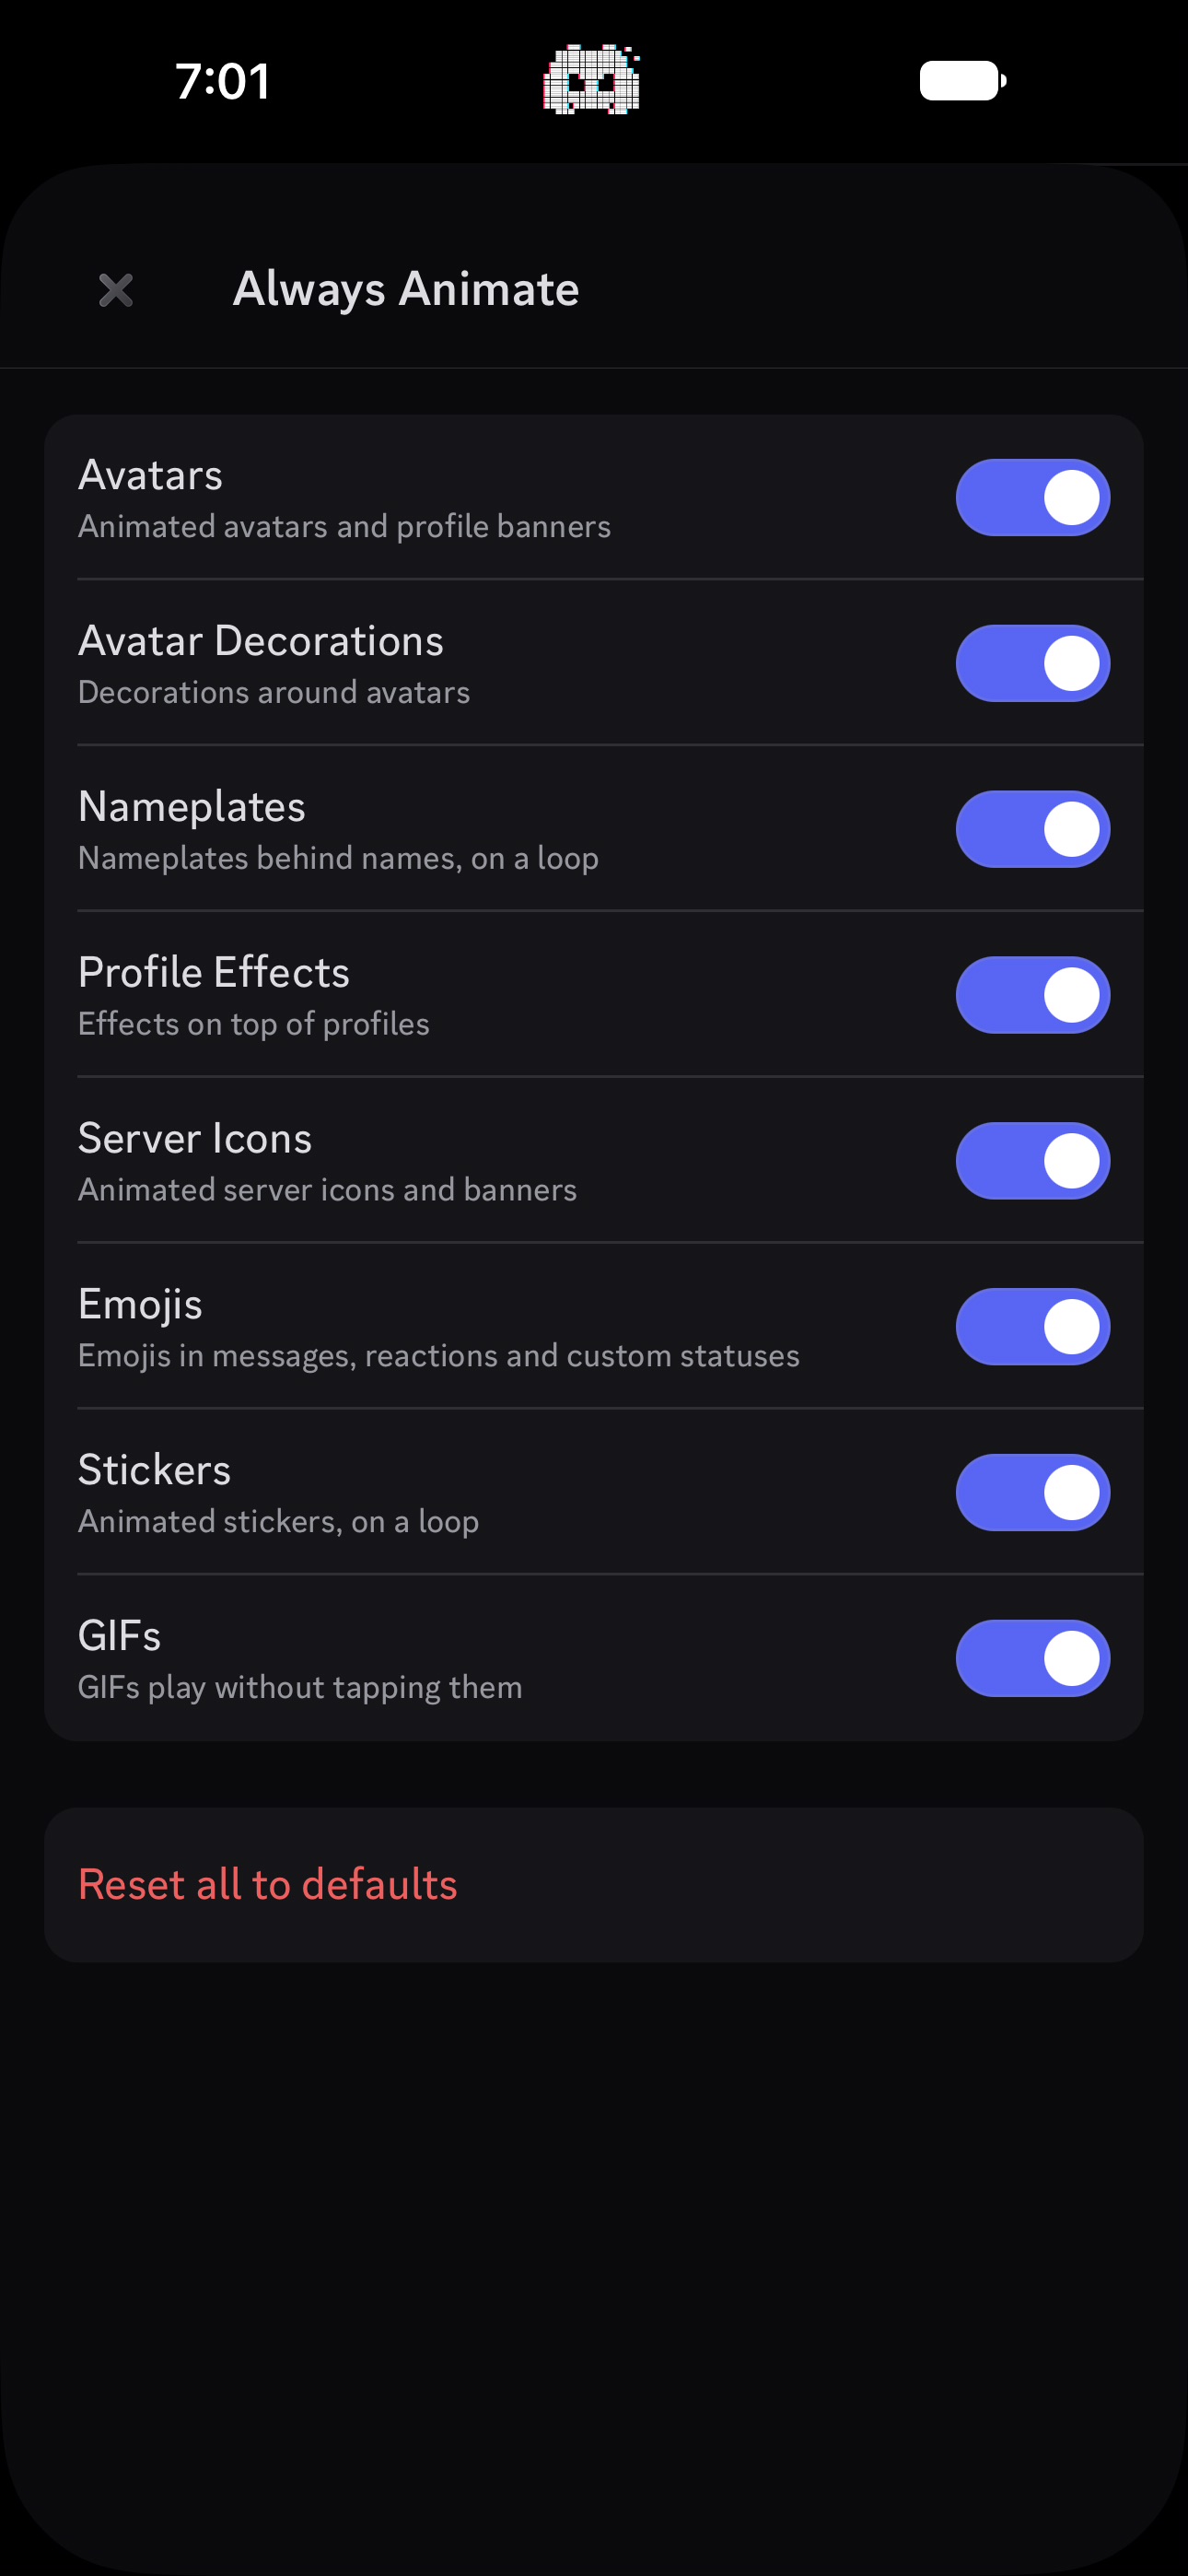 7:01
Always Animate
Avatars
Animated avatars and profile banners
Avatar Decorations
Decorations around avatars
Nameplates
Nameplates behind names, on a loop
Profile Effects
Effects on top of profiles
Server Icons
Animated server icons and banners
Emojis
Emojis in messages, reactions and custom statuses
Stickers
Animated stickers, on a loop
GIFs
GIFs play without tapping them
Reset all to defaults